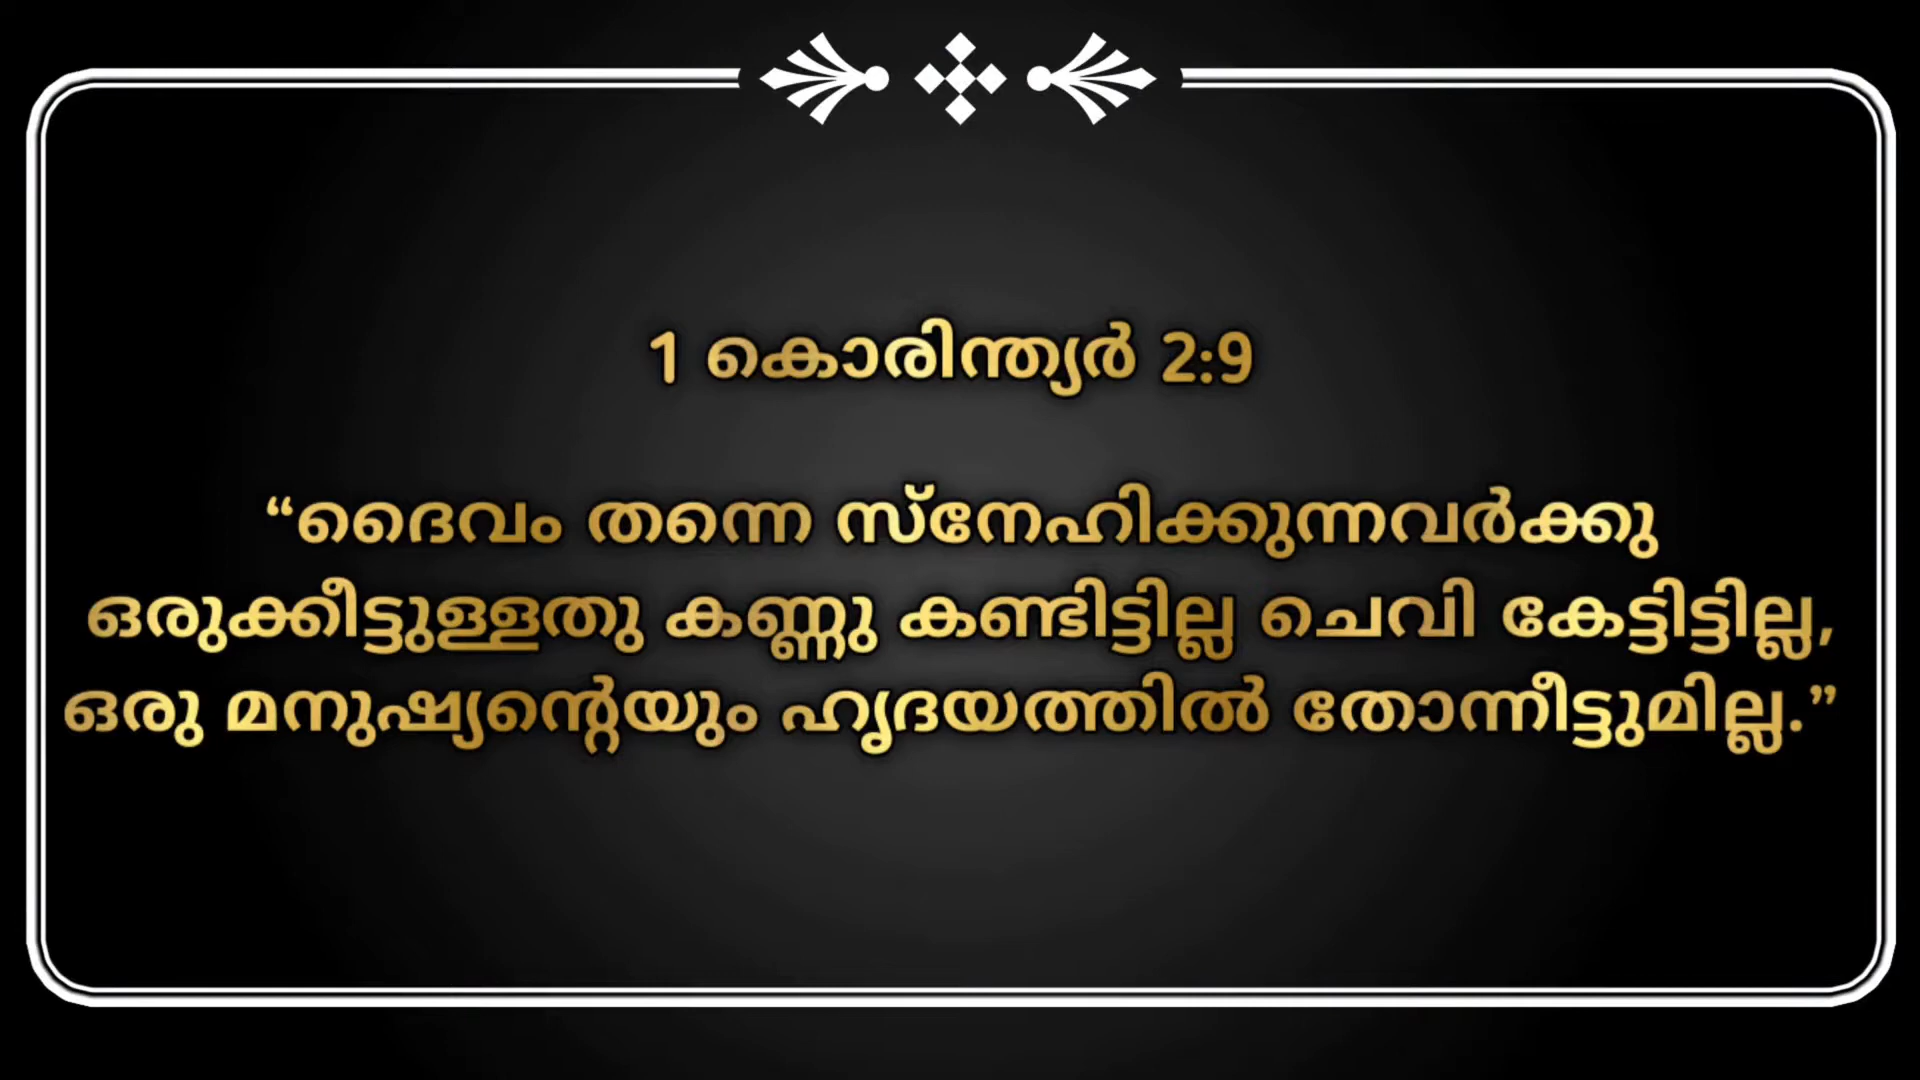 1 കൊരിന്ത്യർ 2:9
“ദൈവം തന്നെ സ്നേഹിക്കുന്നവർക്കു
ഒരുക്കീട്ടുള്ളതു കണ്ണു കണ്ടിട്ടില്ല ചെവി കേട്ടിട്ടില്ല,
ഒരു മനുഷ്യന്റെയും ഹൃദയത്തിൽ തോന്നീട്ടുമില്ല.”